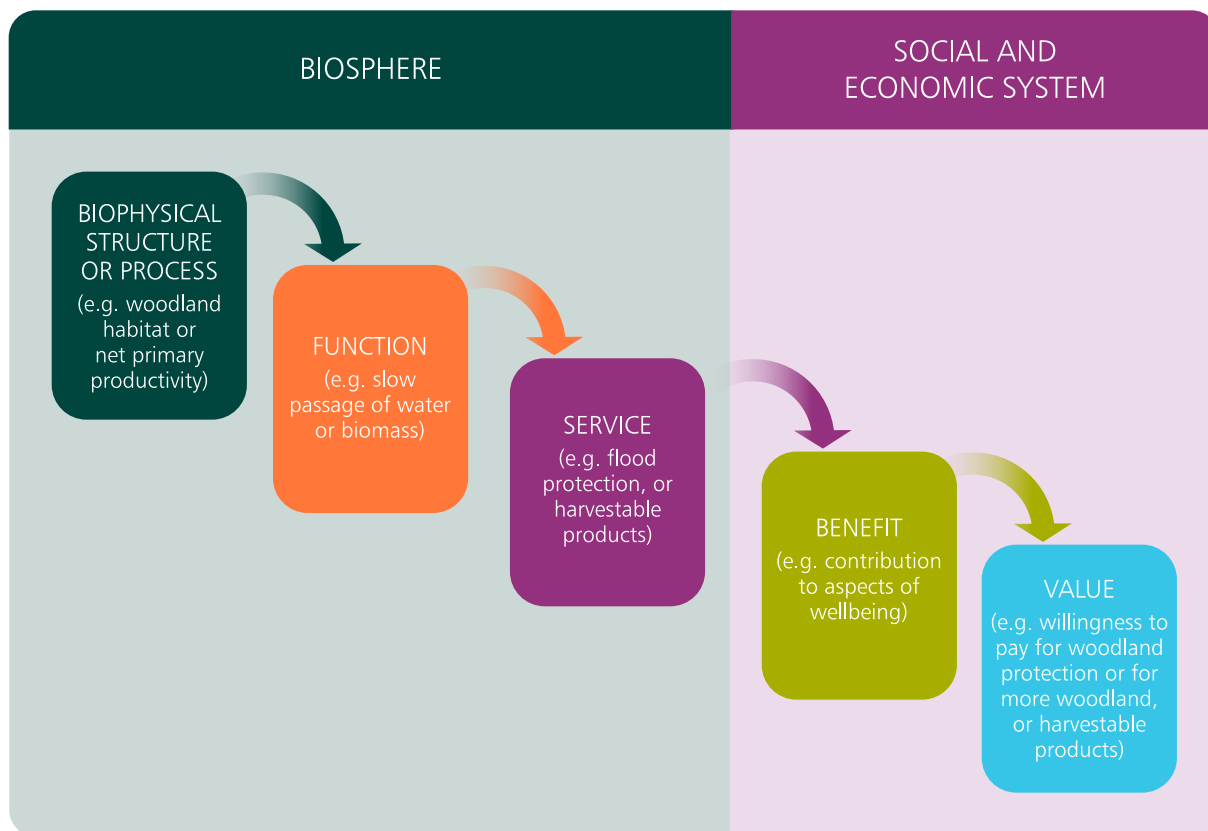 BIOSPHERE
SOCIAL AND
ECONOMIC SYSTEM
BIOPHYSICAL
STRUCTURE
OR PROCESS
(e.g. woodland
habitat or
net primary
productivity)
FUNCTION
(e.g. slow
passage of water
or biomass)
SERVICE
(e.g. flood
protection, or
harvestable
products)
BENEFIT
(e.g. contribution
to aspects of
wellbeing)
VALUE
(e.g. willingness to
pay for woodland
protection or for
more woodland,
or harvestable
products)